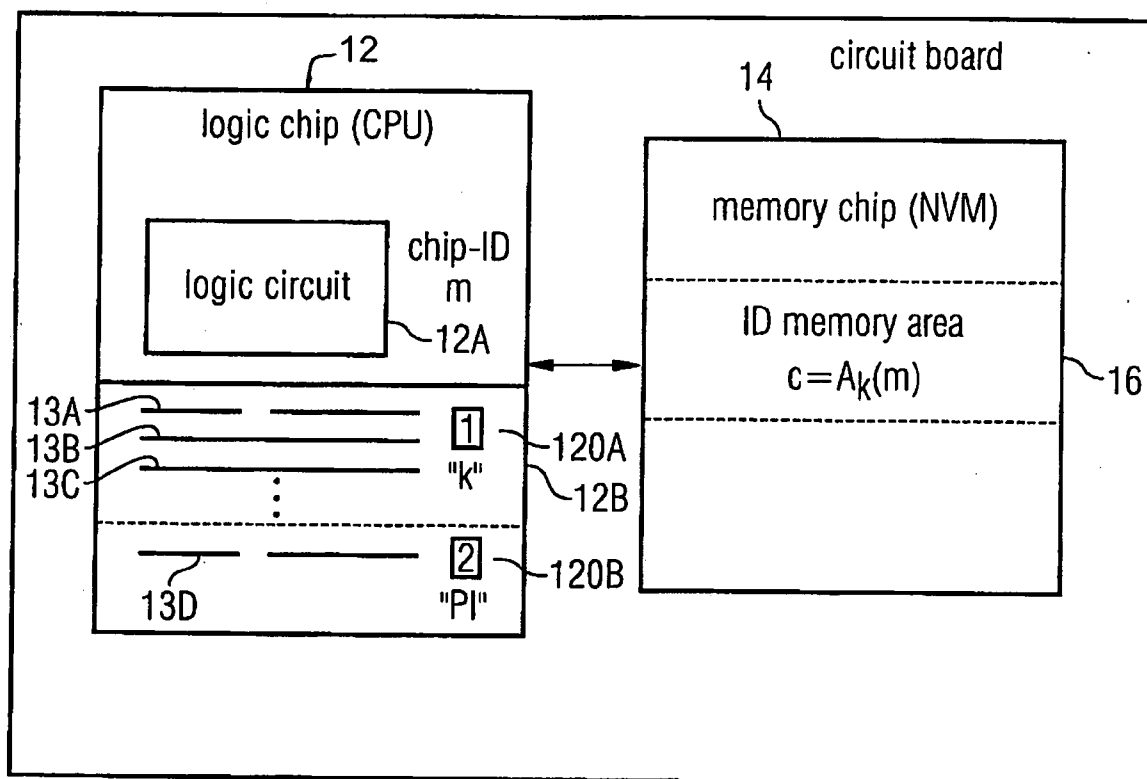 circuit board
12
logic chip (CPU)
logic circuit
chip-ID
m
12A
13A
13B
13C
1
"k"
120A
12B
13D
2
"PI"
120B
14
memory chip (NVM)
ID memory area
c=Ak(m)
16